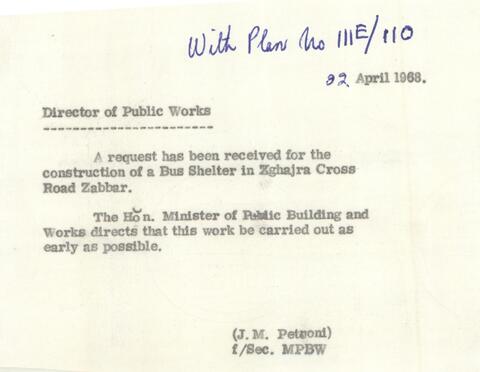 With Plan No 111E/110
22 April 1968.
Director of Public Works
A request has been received for the
construction of a Bus Shelter in Zghajra Cross
Road Zabbar.
The Hon. Minister of Public Building and
Works directs that this work be carried out as
early as possible.
(J.M. Petroni)
f/Sec. MPBW